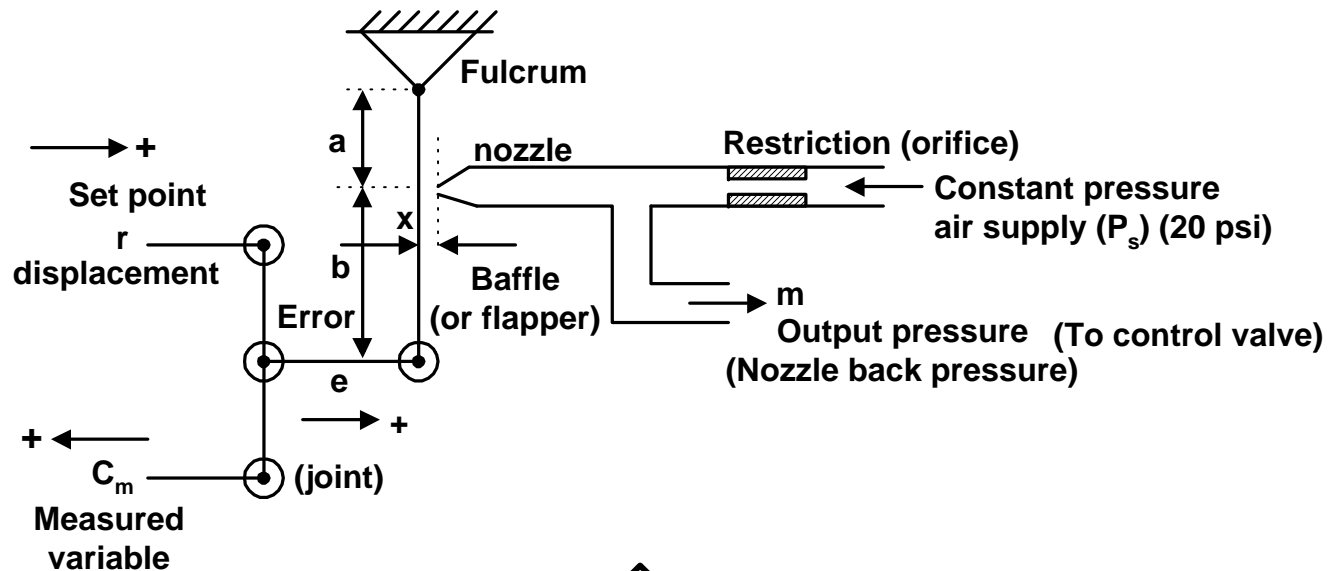 Fulcrum
a
+
nozzle
Restriction (orifice)
Set point
r
displacement
x
b
Constant pressure
air supply (Ps) (20 psi)
Baffle
(or flapper)
Error
e
+
m
Output pressure (To control valve)
(Nozzle back pressure)
+
Cm
(joint)
Measured
variable